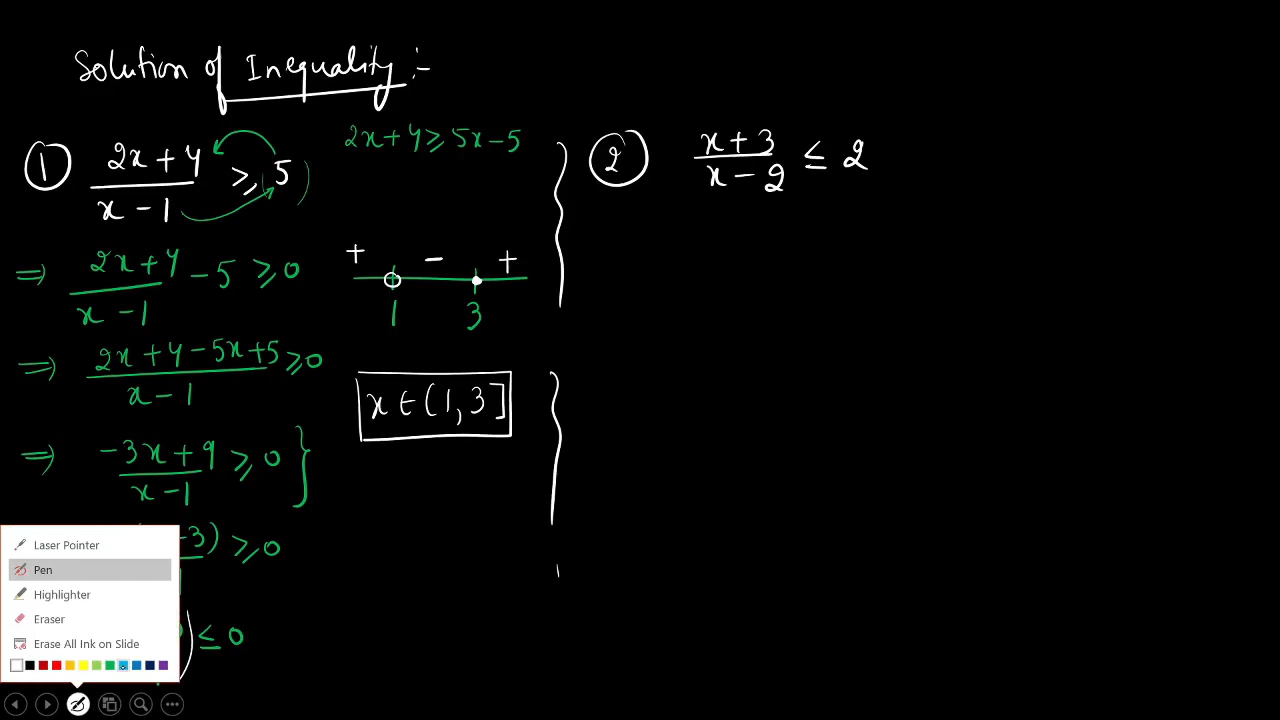 Solution of Inequality :-
① (2x+4)/(x-1) ≥ 5
⇒ (2x+4)/(x-1) - 5 ≥ 0
⇒ (2x+4-5x+5)/(x-1) ≥ 0
⇒ (-3x+9)/(x-1) ≥ 0
-3) ≥ 0
≤ 0
2x+4 ≥ 5x-5
+ - +
1 3
x ∈ (1, 3]
② (x+3)/(x-2) ≤ 2
Laser Pointer
Pen
Highlighter
Eraser
Erase All Ink on Slide